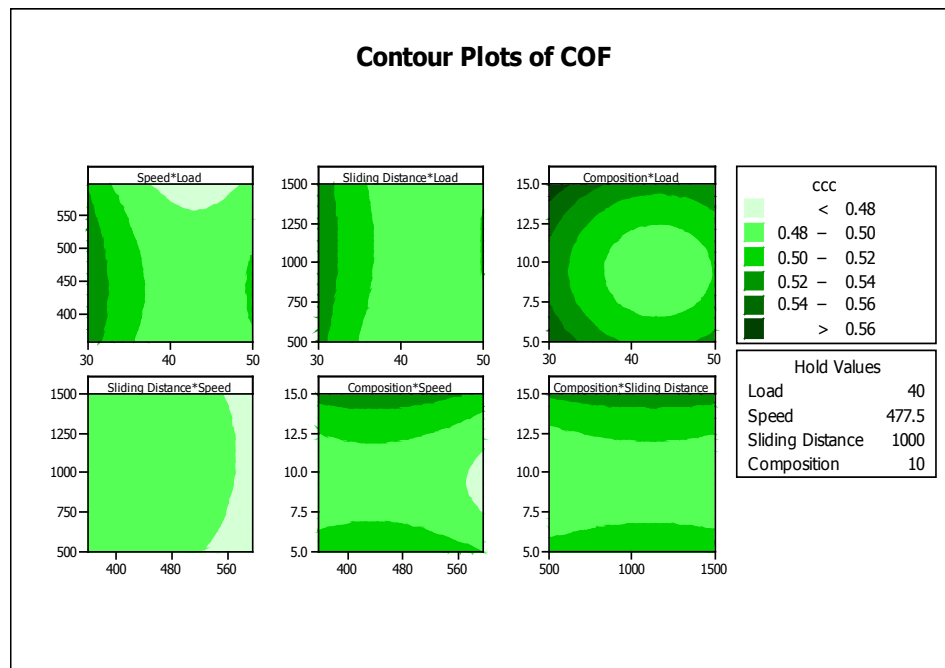 Contour Plots of COF
Speed*Load
550
500
450
400
30 40 50
Sliding Distance*Load
1500
1250
1000
750
500
30 40 50
Composition*Load
15.0
12.5
10.0
7.5
5.0
30 40 50
ccc
< 0.48
0.48 – 0.50
0.50 – 0.52
0.52 – 0.54
0.54 – 0.56
> 0.56
Sliding Distance*Speed
1500
1250
1000
750
500
400 480 560
Composition*Speed
15.0
12.5
10.0
7.5
5.0
400 480 560
Composition*Sliding Distance
15.0
12.5
10.0
7.5
5.0
500 1000 1500
Hold Values
Load 40
Speed 477.5
Sliding Distance 1000
Composition 10